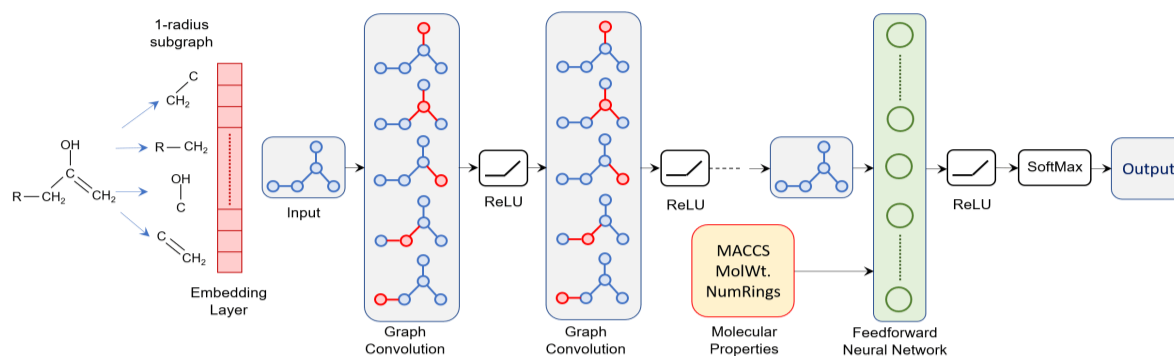 1-radius
subgraph
C
CH2
R—CH2
OH
C
C
CH2
OH
C
R—CH2
CH2
Embedding
Layer
Input
Graph
Convolution
ReLU
Graph
Convolution
ReLU
MACCS
MolWt.
NumRings
Molecular
Properties
Feedforward
Neural Network
ReLU
SoftMax
Output